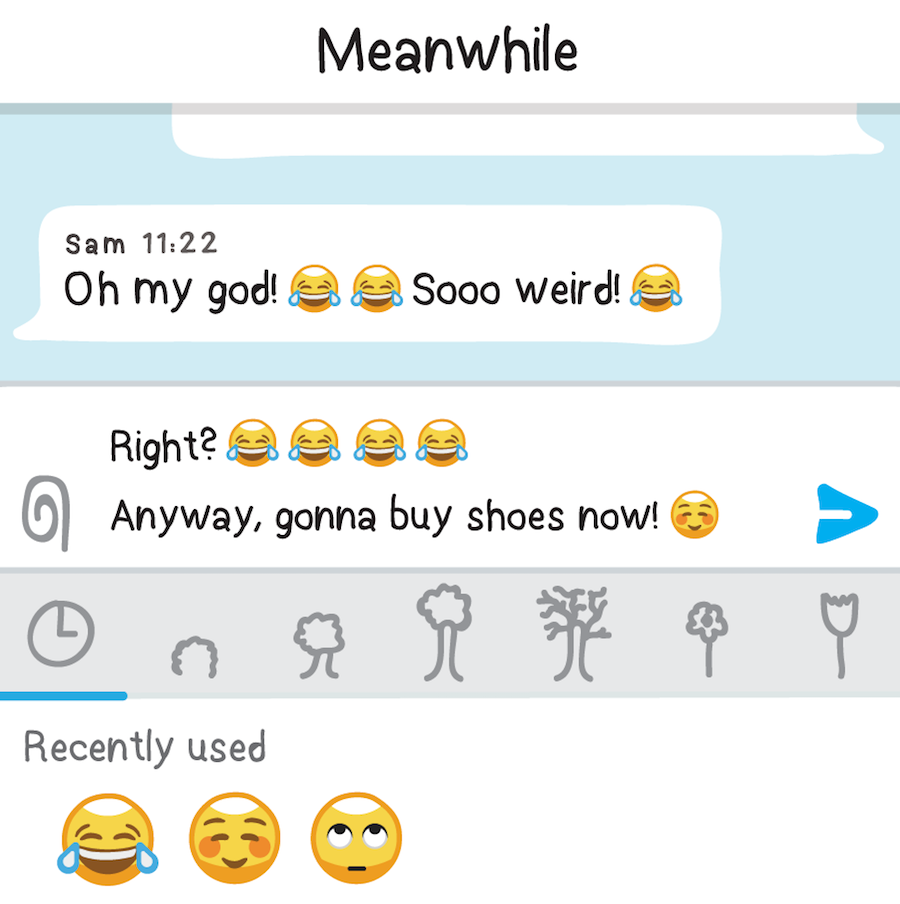 Meanwhile
Sam 11:22
Oh my god! 😂 😂 Sooo weird! 😂
Right? 😂 😂 😂 😂
Anyway, gonna buy shoes now! ☺️
Recently used
😂 ☺️ 🙄